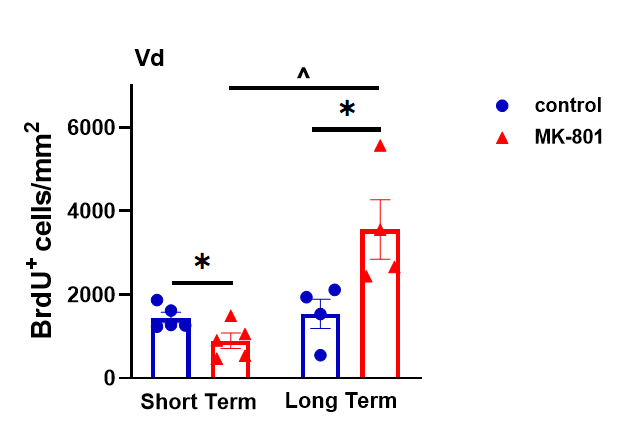 Vd
^
*
*
control
MK-801
BrdU⁺ cells/mm²
6000
4000
2000
0
Short Term
Long Term